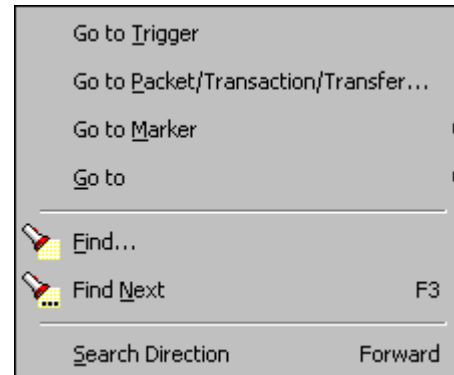 Go to Trigger
Go to Packet/Transaction/Transfer...
Go to Marker
Go to
Find...
Find Next F3
Search Direction Forward